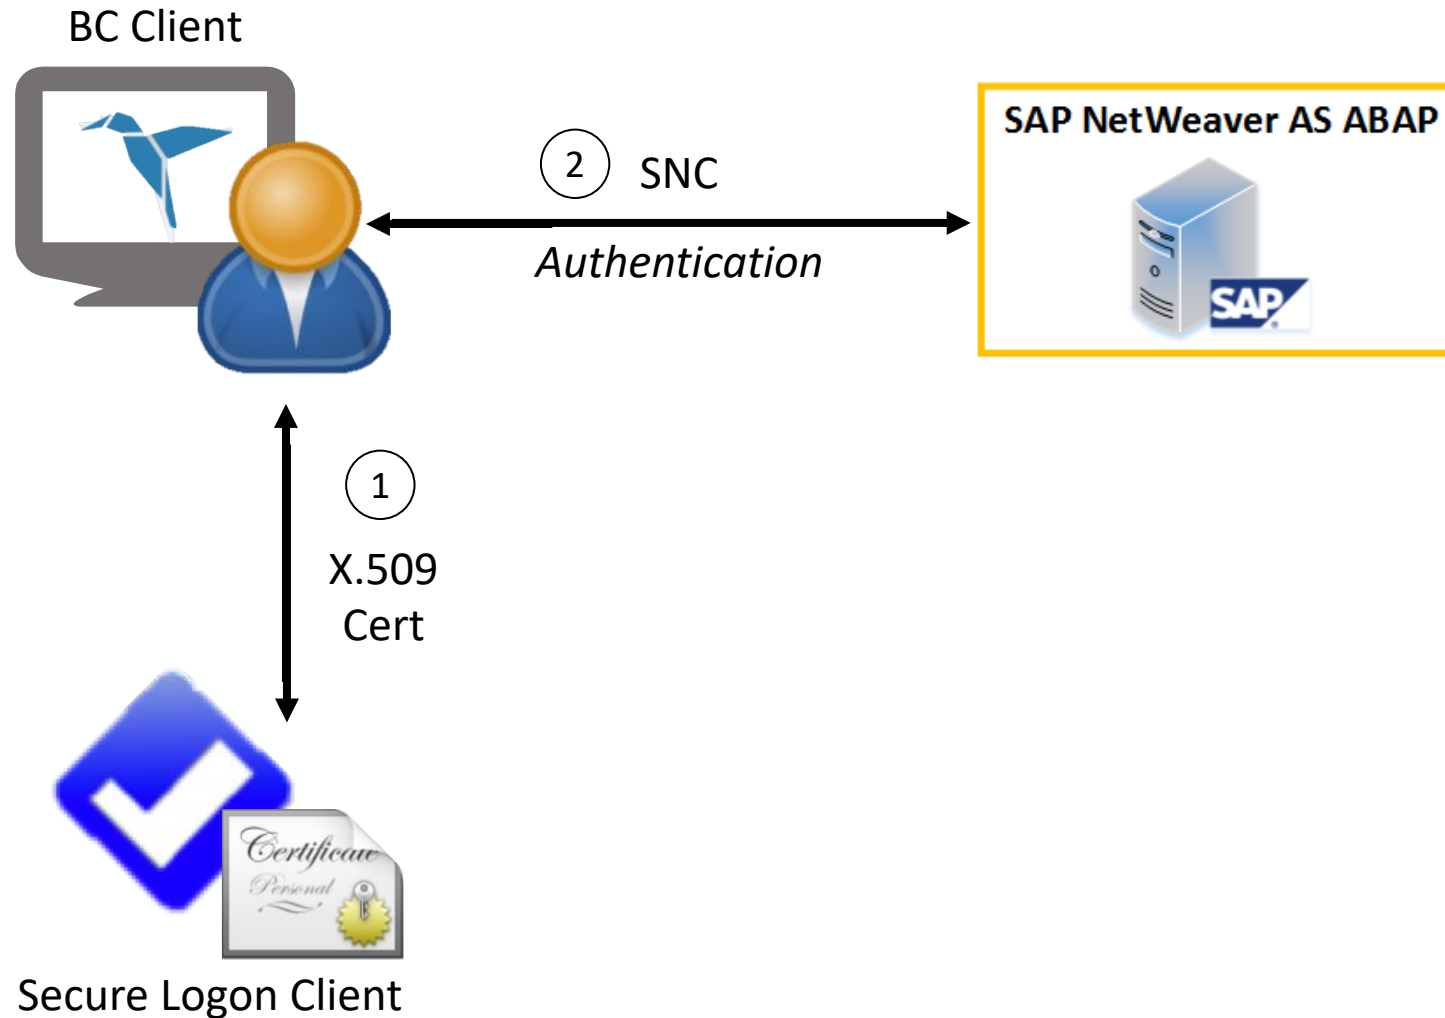 BC Client
SAP NetWeaver AS ABAP
2 SNC
Authentication
SAP
1
X.509
Cert
Certificate
Personal
Secure Logon Client